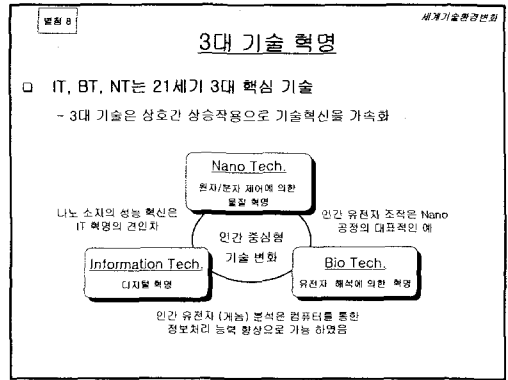 별첨 8
세계기술환경변화
3대 기술 혁명
□ IT, BT, NT는 21세기 3대 핵심 기술
- 3대 기술은 상호간 상승작용으로 기술혁신을 가속화
Nano Tech.
원자/분자 제어에 의한
물질 혁명
나노 소자의 성능 혁신은
IT 혁명의 견인차
인간 유전자 조작은 Nano
공정의 대표적인 예
인간 중심형
기술 변화
Information Tech.
디지털 혁명
Bio Tech.
유전자 해석에 의한 혁명
인간 유전자 (게놈) 분석은 컴퓨터를 통한
정보처리 능력 향상으로 가능 하였음